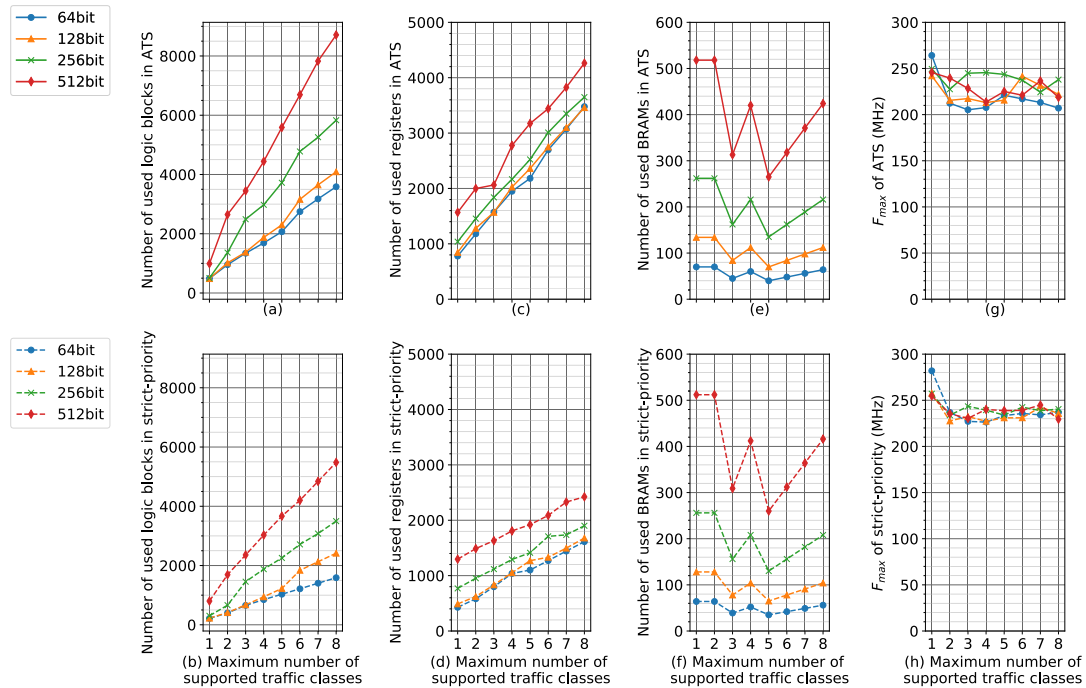 64bit
128bit
256bit
512bit
Number of used logic blocks in ATS
8000
6000
4000
2000
0
(a)
Number of used registers in ATS
5000
4000
3000
2000
1000
0
(c)
Number of used BRAMs in ATS
600
500
400
300
200
100
0
(e)
Fmax of ATS (MHz)
300
250
200
150
100
50
0
(g)
64bit
128bit
256bit
512bit
Number of used logic blocks in strict-priority
8000
6000
4000
2000
0
1 2 3 4 5 6 7 8
(b) Maximum number of
supported traffic classes
Number of used registers in strict-priority
5000
4000
3000
2000
1000
0
1 2 3 4 5 6 7 8
(d) Maximum number of
supported traffic classes
Number of used BRAMs in strict-priority
600
500
400
300
200
100
0
1 2 3 4 5 6 7 8
(f) Maximum number of
supported traffic classes
Fmax of strict-priority (MHz)
300
250
200
150
100
50
0
1 2 3 4 5 6 7 8
(h) Maximum number of
supported traffic classes